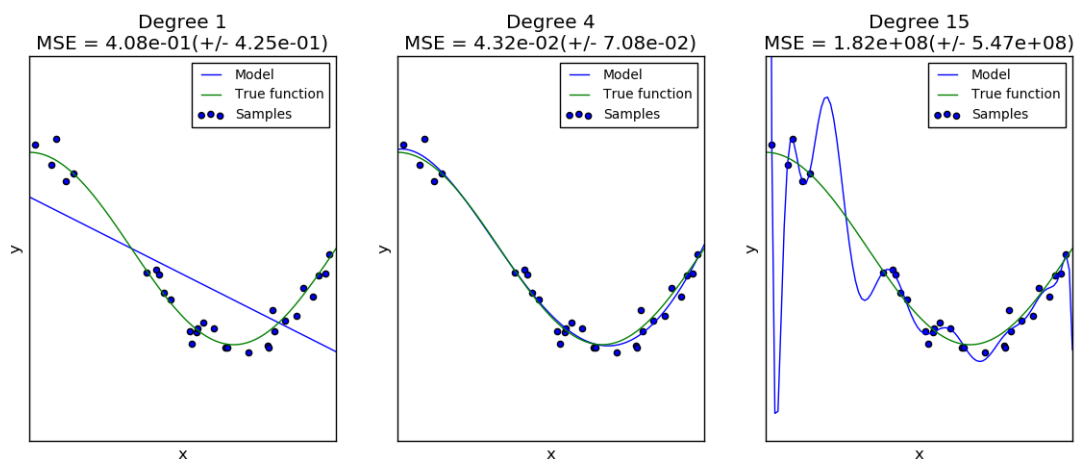 Degree 1
MSE = 4.08e-01(+/- 4.25e-01)
Model
True function
Samples
y
x
Degree 4
MSE = 4.32e-02(+/- 7.08e-02)
Model
True function
Samples
y
x
Degree 15
MSE = 1.82e+08(+/- 5.47e+08)
Model
True function
Samples
y
x